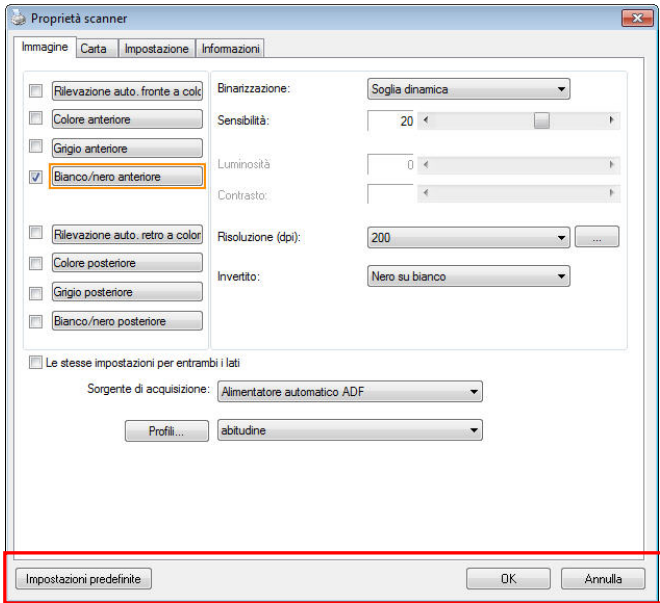 Proprietà scanner
Immagine Carta Impostazione Informazioni
Rilevazione auto. fronte a colo
Binarizzazione: Soglia dinamica
Colore anteriore
Sensibilità: 20
Grigio anteriore
Luminosità 0
Bianco/nero anteriore
Contrasto:
Rilevazione auto. retro a color
Risoluzione (dpi): 200 ...
Colore posteriore
Invertito: Nero su bianco
Grigio posteriore
Bianco/nero posteriore
Le stesse impostazioni per entrambi i lati
Sorgente di acquisizione: Alimentatore automatico ADF
Profili... abitudine
Impostazioni predefinite OK Annulla